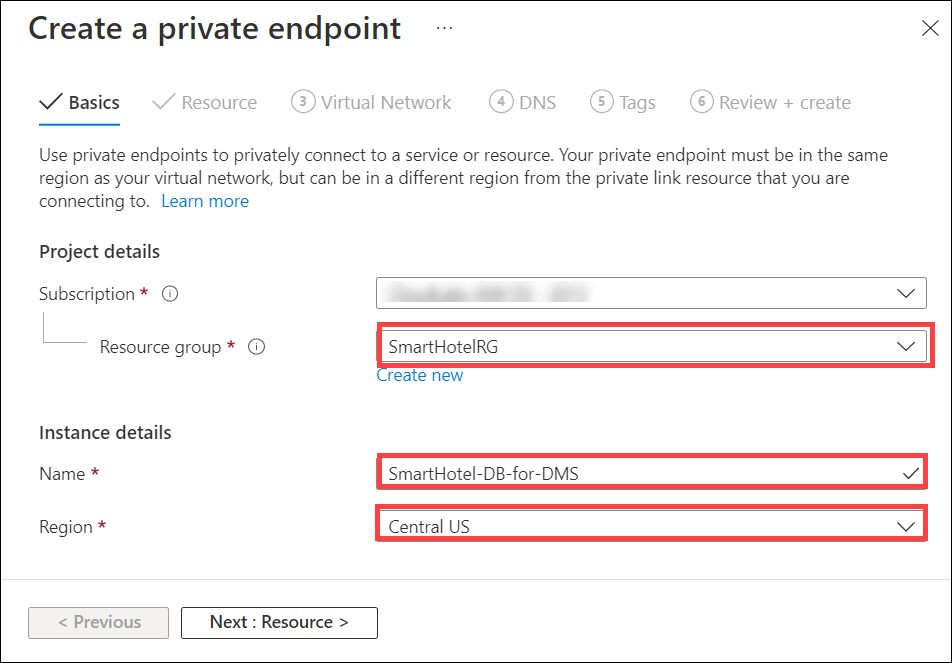 Create a private endpoint ...
Basics Resource 3 Virtual Network 4 DNS 5 Tags 6 Review + create
Use private endpoints to privately connect to a service or resource. Your private endpoint must be in the same
region as your virtual network, but can be in a different region from the private link resource that you are
connecting to. Learn more
Project details
Subscription *
Resource group * SmartHotelRG
Create new
Instance details
Name * SmartHotel-DB-for-DMS
Region * Central US
< Previous Next : Resource >